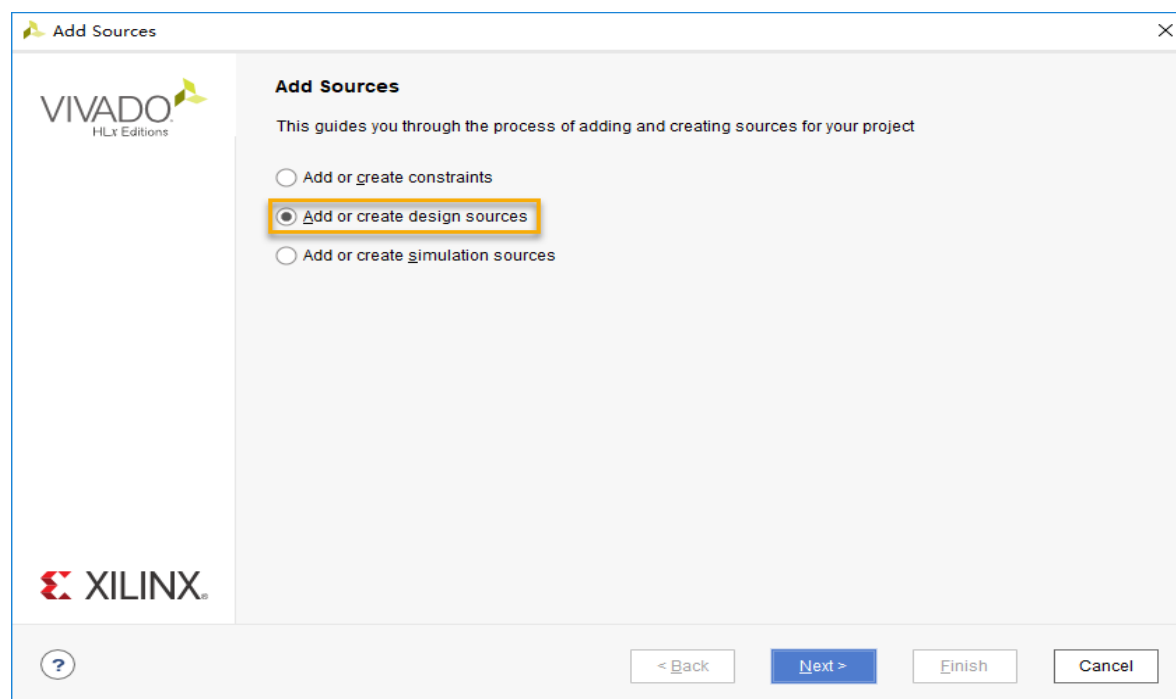 Add Sources
VIVADO.
HLx Editions
Add Sources
This guides you through the process of adding and creating sources for your project
Add or create constraints
Add or create design sources
Add or create simulation sources
XILINX®
?
< Back
Next >
Finish
Cancel